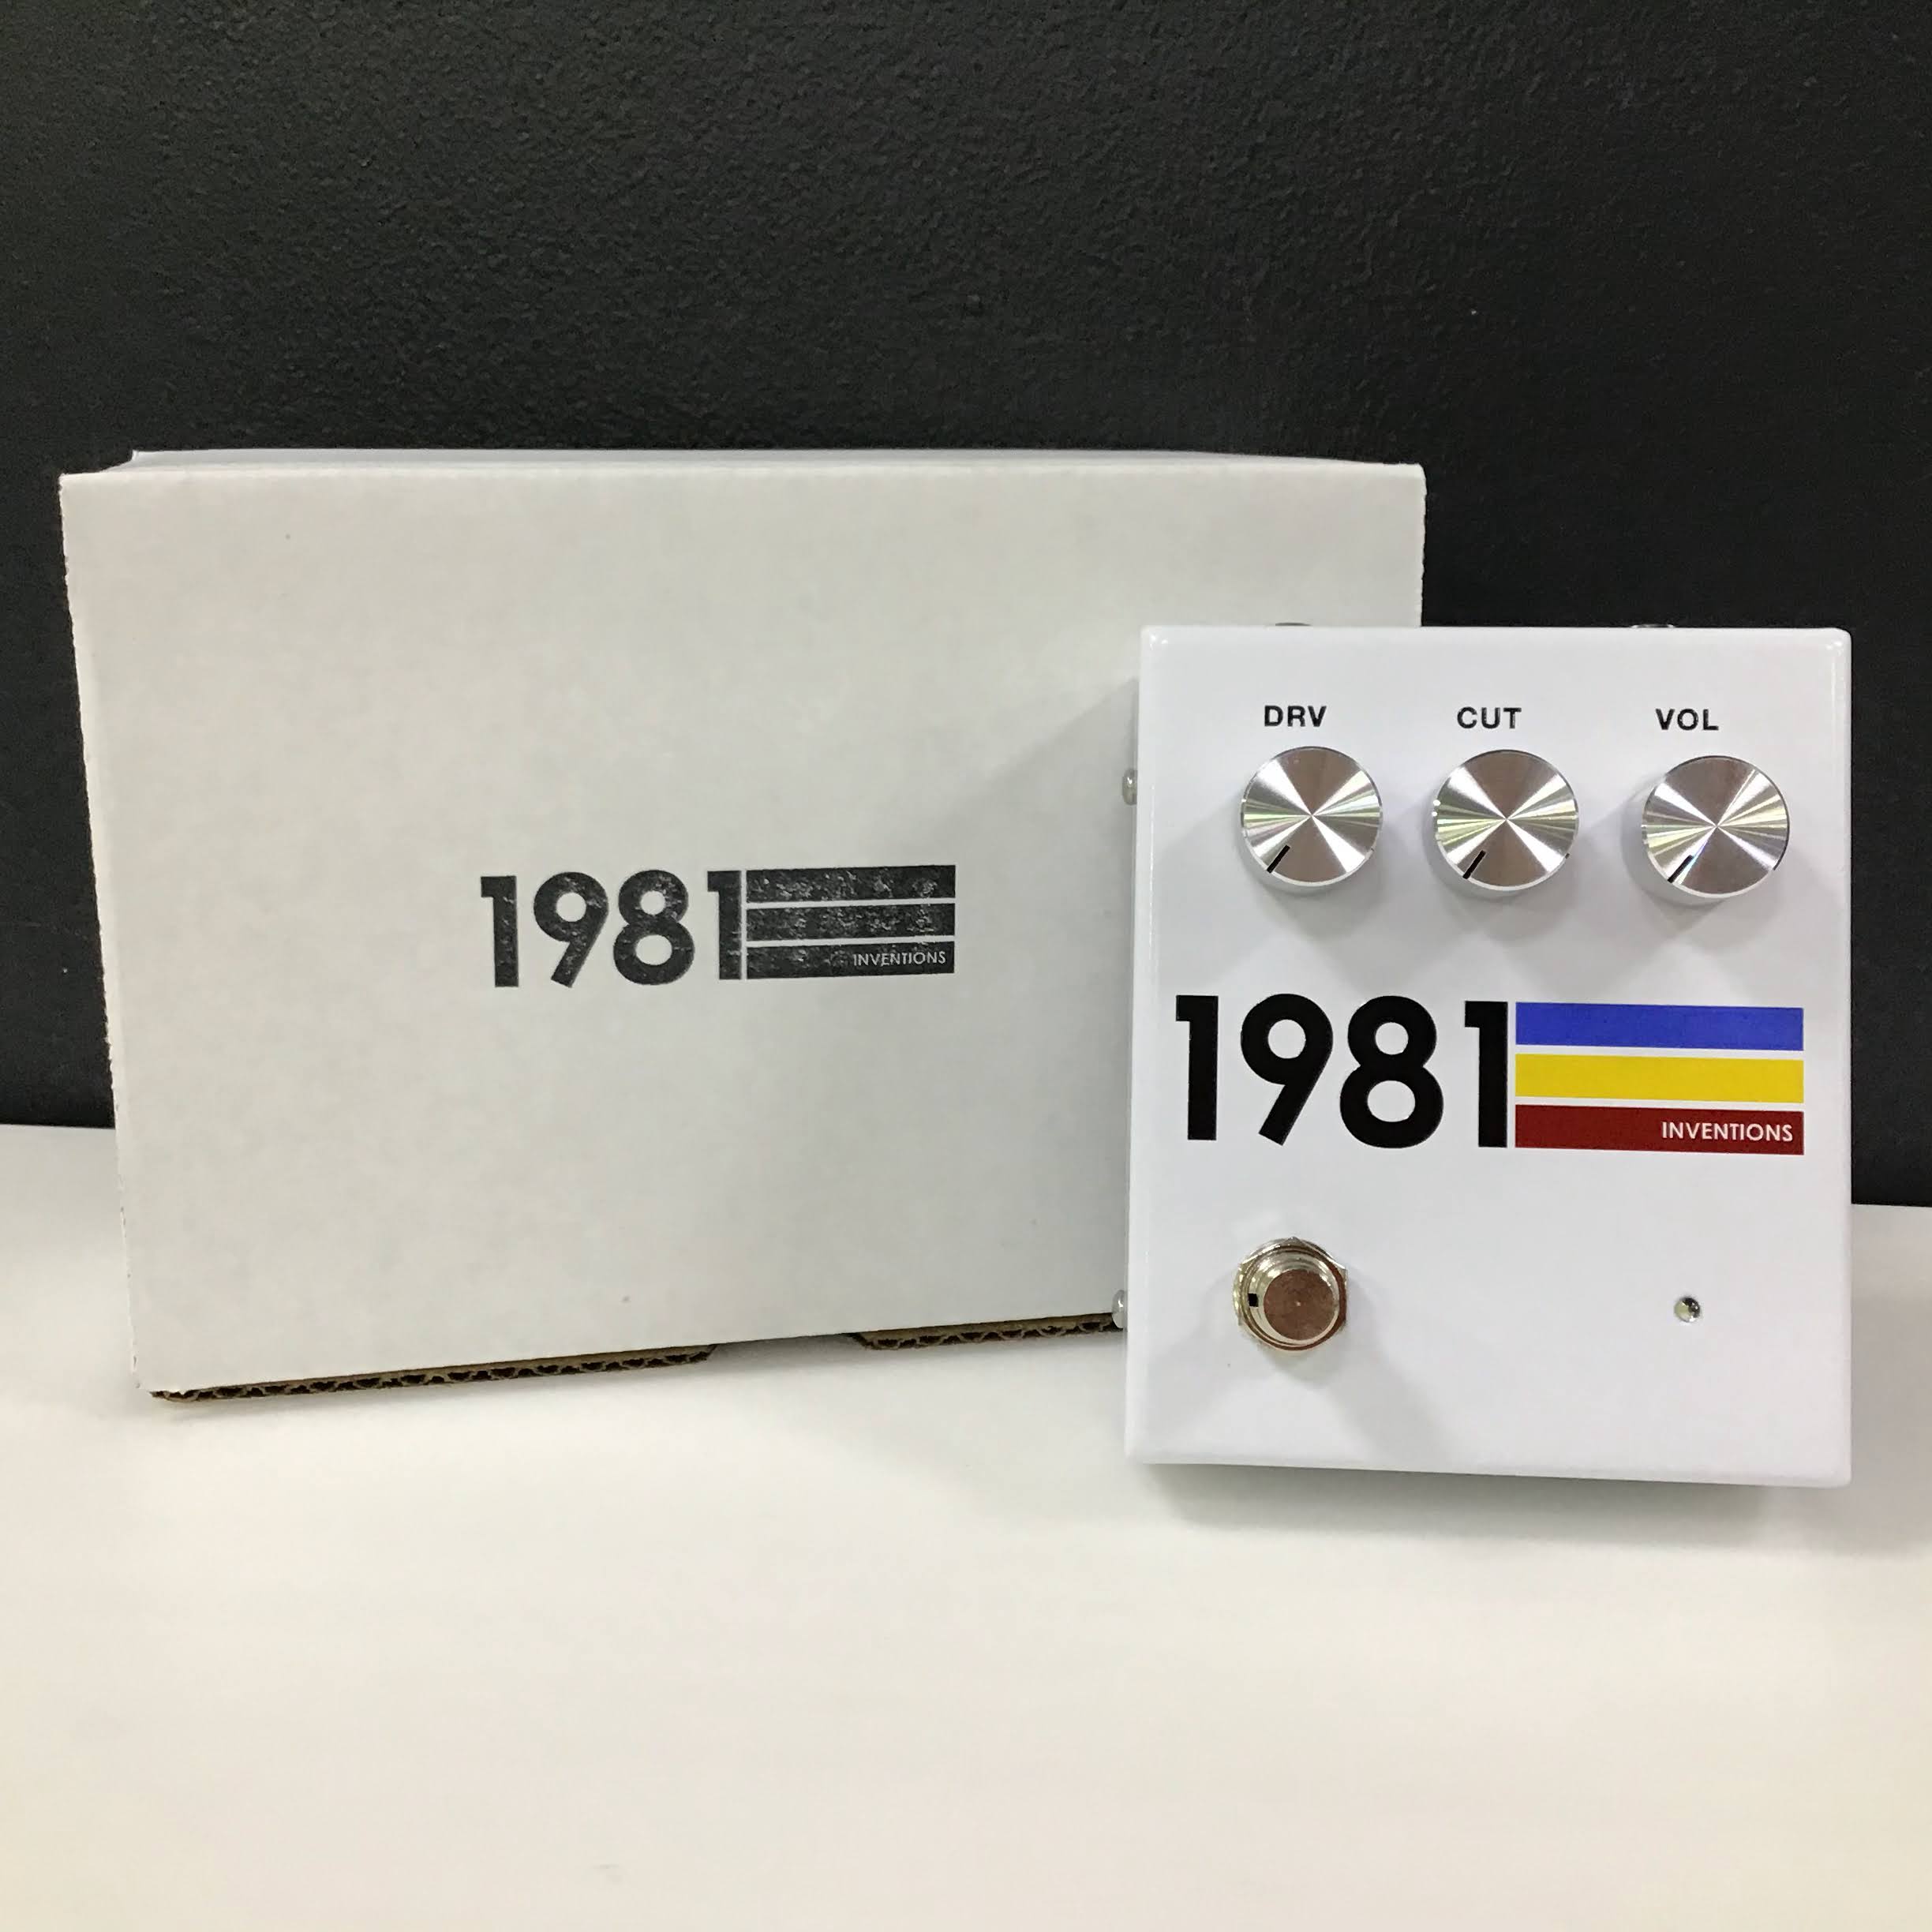 1981
INVENTIONS
DRV CUT VOL
1981
INVENTIONS